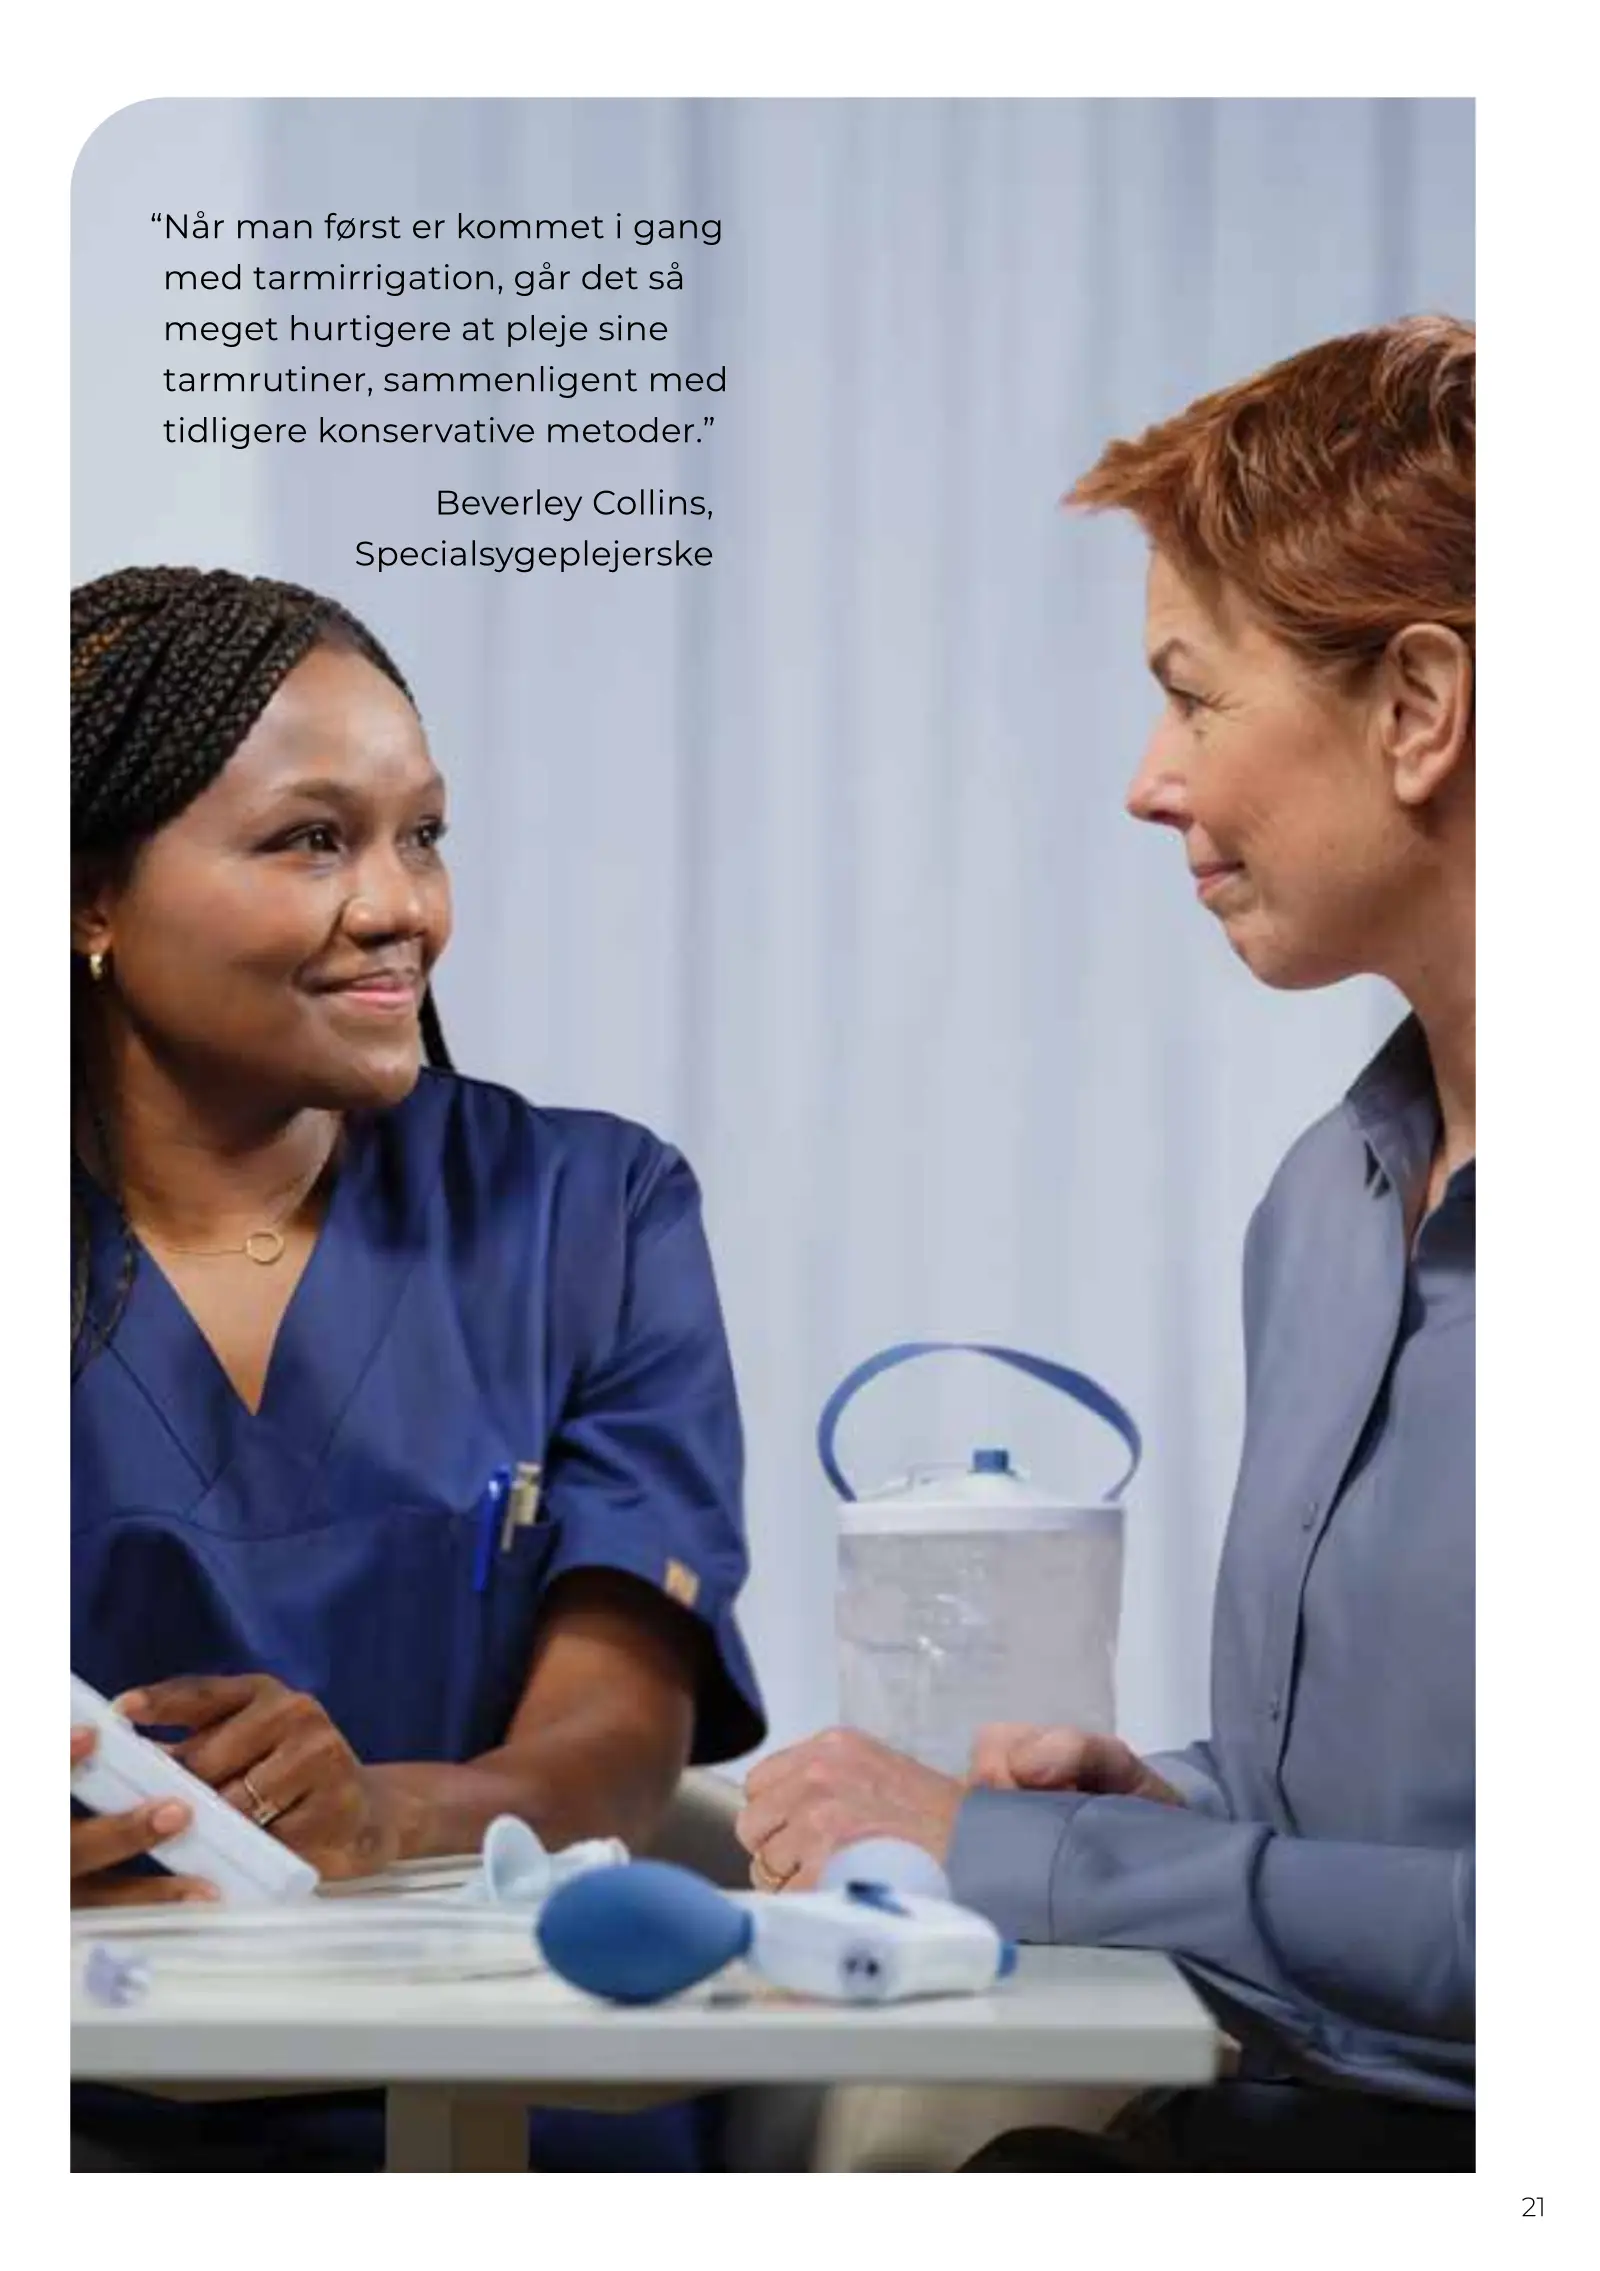 “Når man først er kommet i gang
med tarmirrigation, går det så
meget hurtigere at pleje sine
tarmrutiner, sammenligent med
tidligere konservative metoder.”
Beverley Collins,
Specialsygeplejerske
21